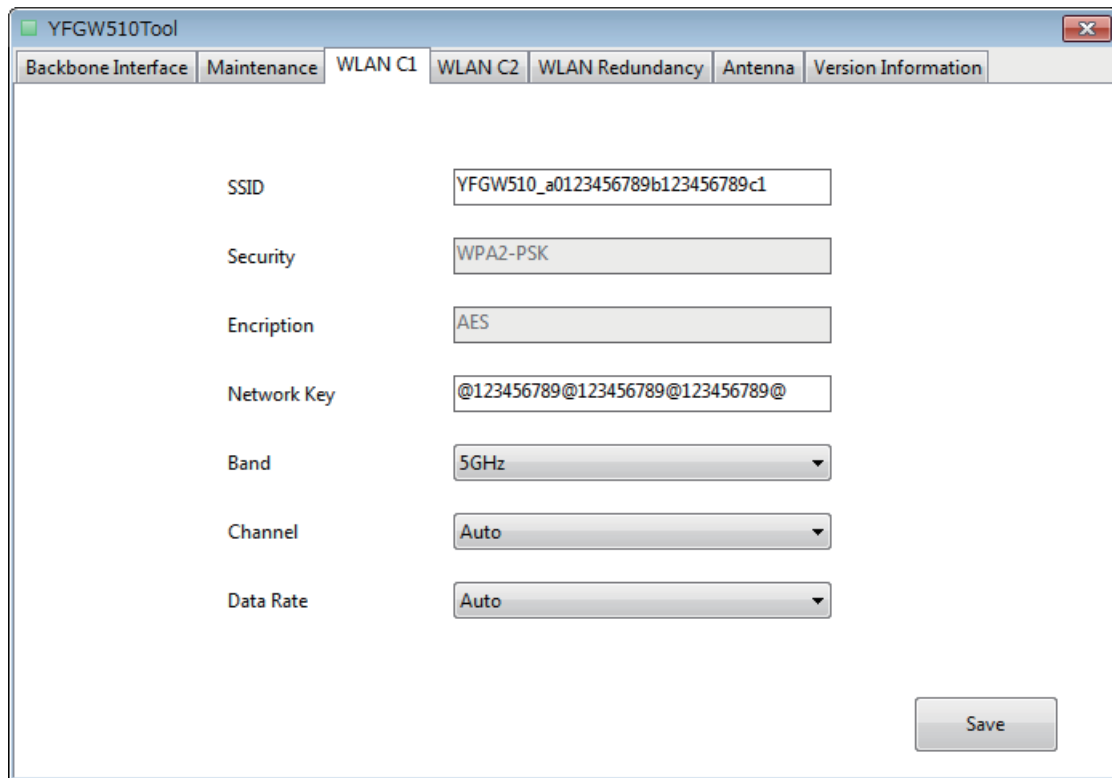 YFGW510Tool
Backbone Interface Maintenance WLAN C1 WLAN C2 WLAN Redundancy Antenna Version Information
SSID YFGW510_a0123456789b123456789c1
Security WPA2-PSK
Encription AES
Network Key @123456789@123456789@123456789@
Band 5GHz
Channel Auto
Data Rate Auto
Save